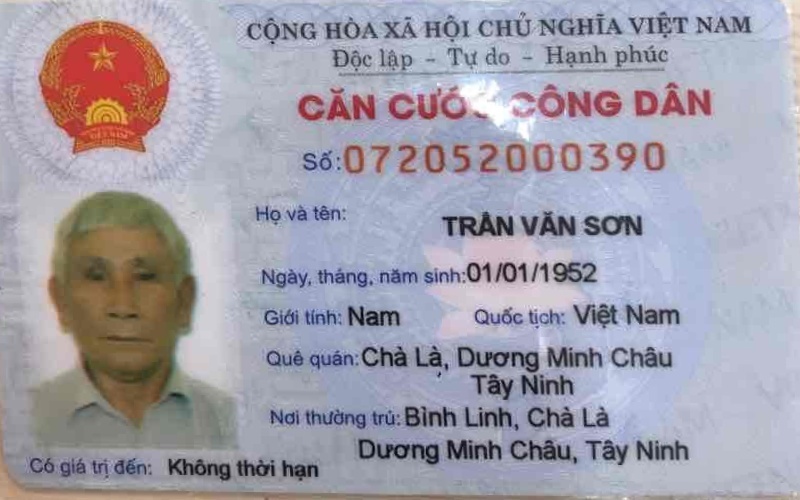 CỘNG HÒA XÃ HỘI CHỦ NGHĨA VIỆT NAM
Độc lập - Tự do - Hạnh phúc
CĂN CƯỚC CÔNG DÂN
Số: 072052000390
Họ và tên: TRẦN VĂN SƠN
Ngày, tháng, năm sinh: 01/01/1952
Giới tính: Nam Quốc tịch: Việt Nam
Quê quán: Chà Là, Dương Minh Châu
Tây Ninh
Nơi thường trú: Bình Linh, Chà Là
Dương Minh Châu, Tây Ninh
Có giá trị đến: Không thời hạn